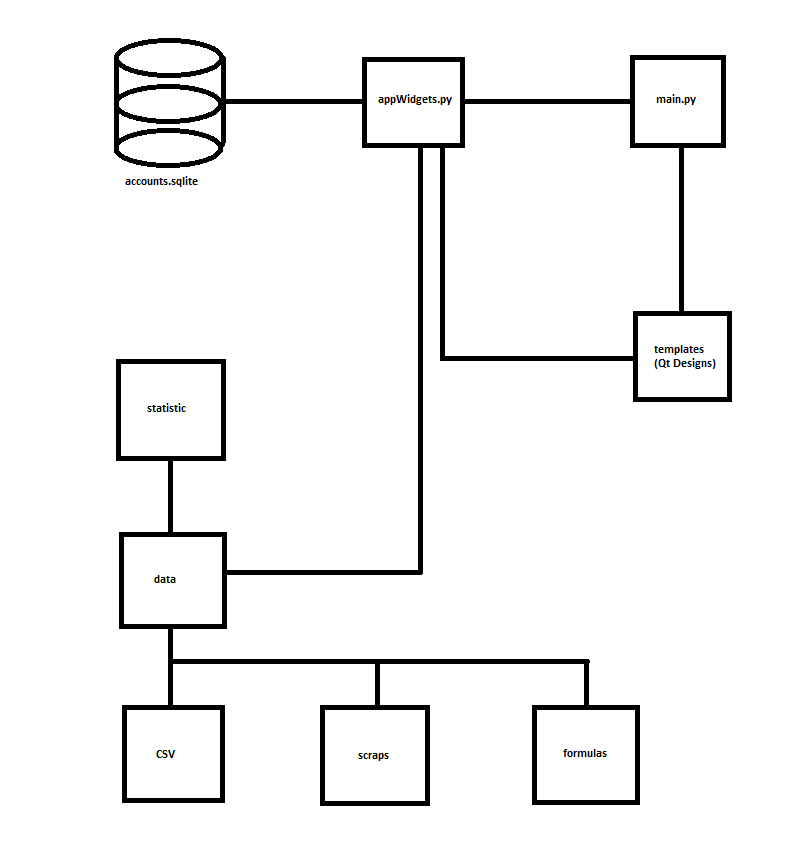 appWidgets.py
main.py
accounts.sqlite
templates
(Qt Designs)
statistic
data
CSV
scraps
formulas